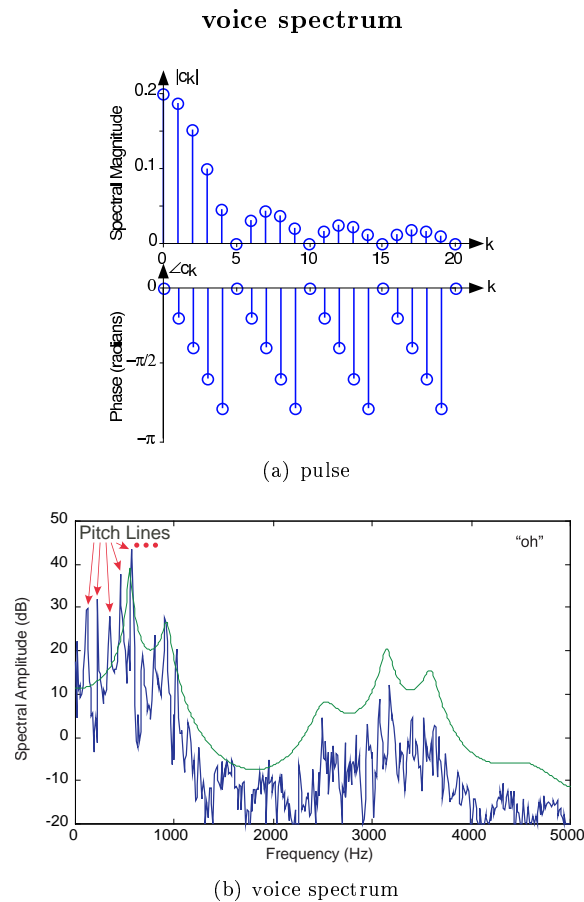 voice spectrum
|ck|
0.2
0.1
0
Spectral Magnitude
0 5 10 15 20 k
∠ck
0
k
−π/2
−π
Phase (radians)
(a) pulse
50
40
30
20
10
0
-10
-20
Spectral Amplitude (dB)
Pitch Lines
“oh”
0 1000 2000 3000 4000 5000
Frequency (Hz)
(b) voice spectrum